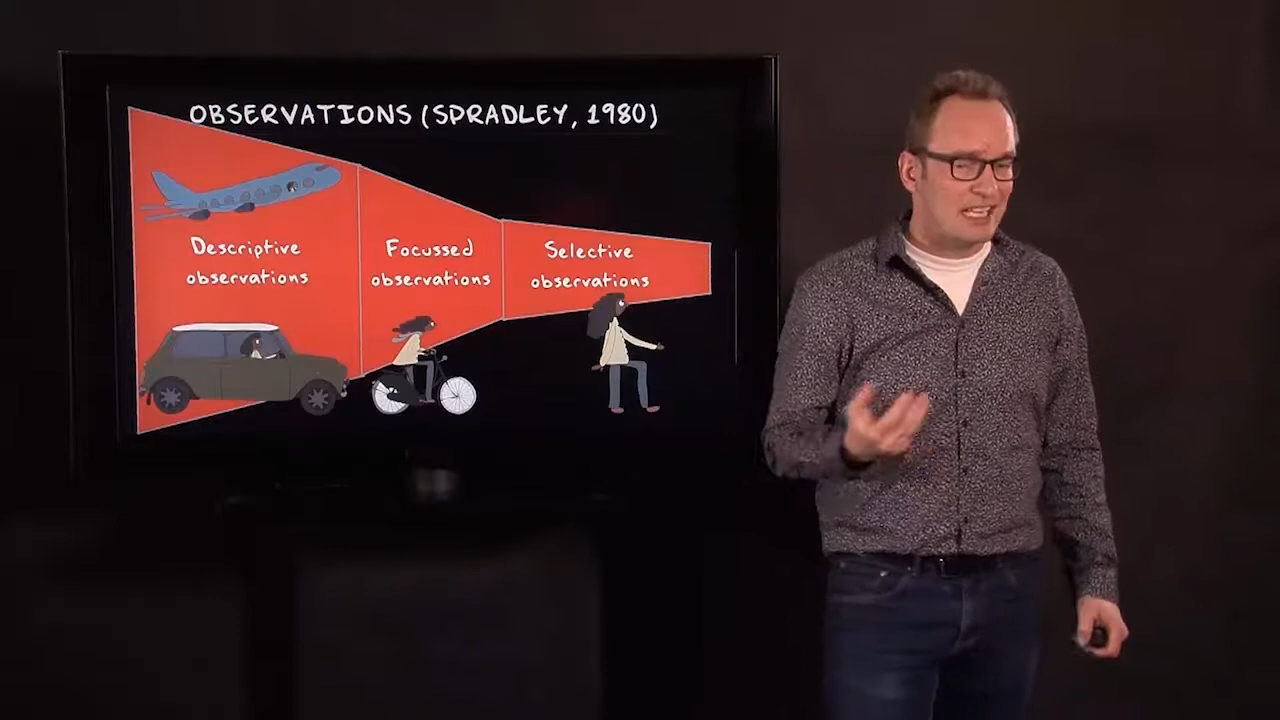 OBSERVATIONS (SPRADLEY, 1980)
Descriptive
observations
Focussed
observations
Selective
observations